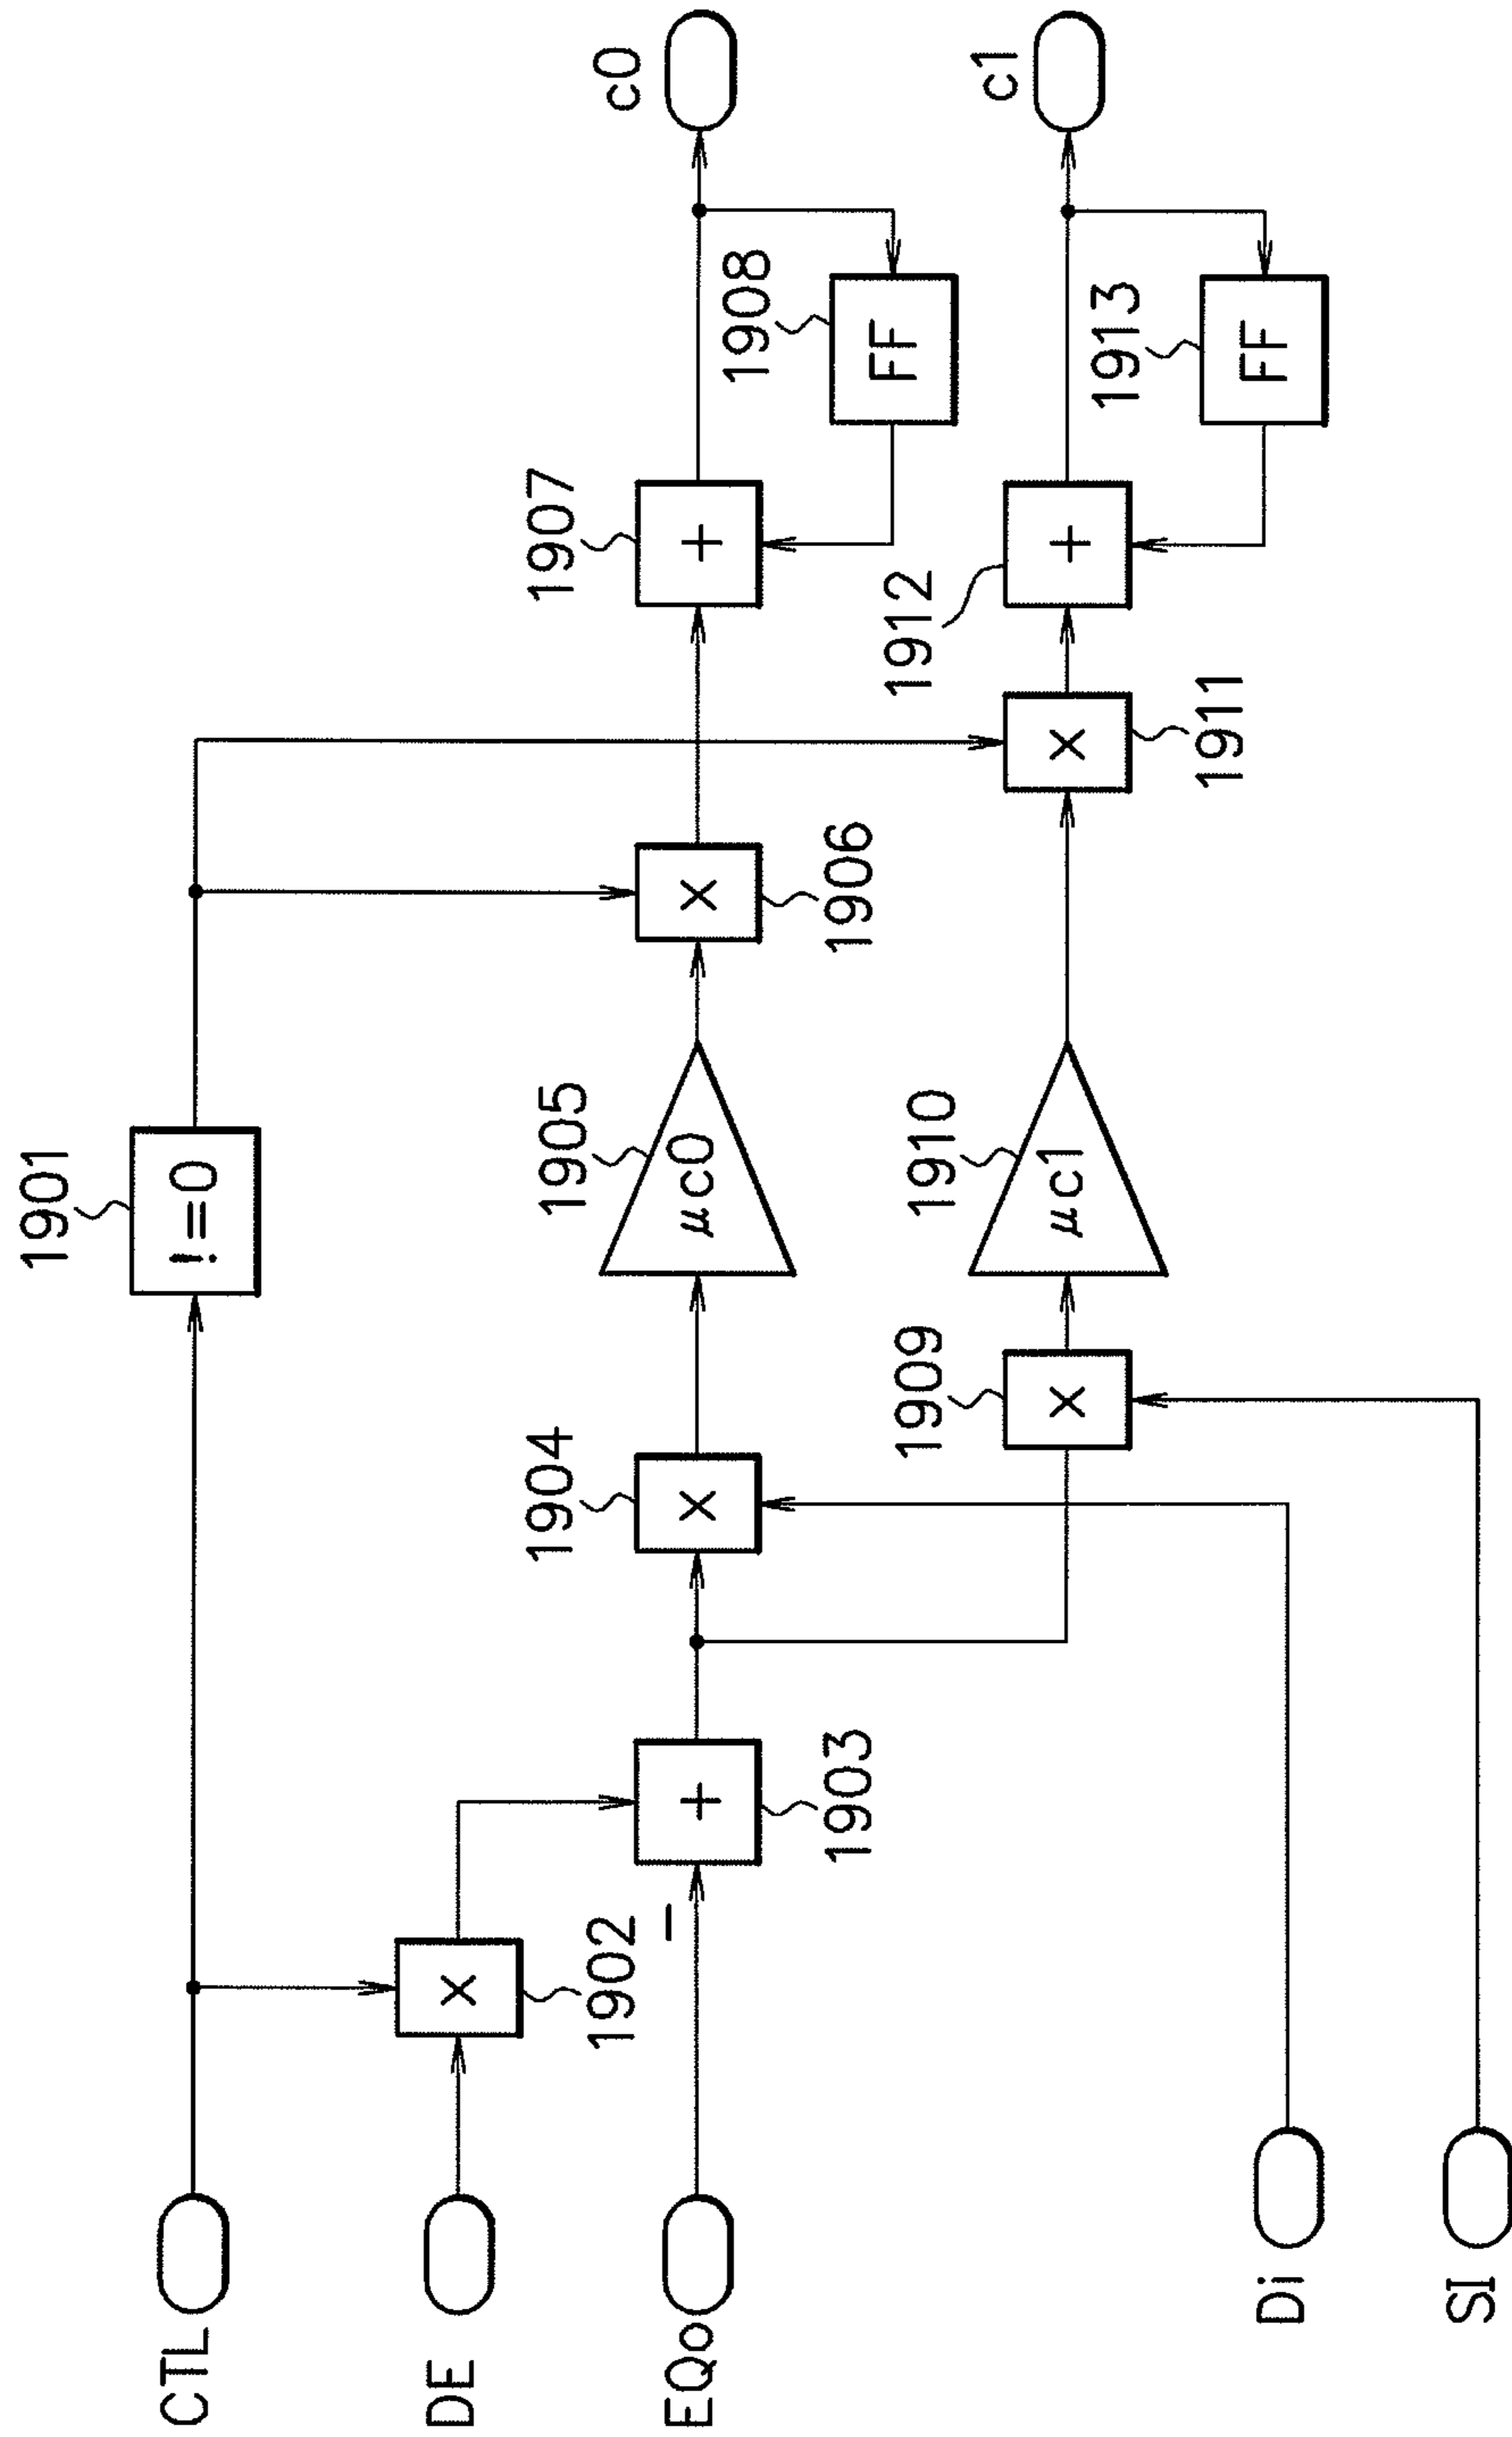 CTL
DE
EQo
Di
SI
1901
!=0
1902
×
1903
+
−
1904
×
1905
μc0
1906
×
1907
+
1908
FF
c0
1909
×
1910
μc1
1911
×
1912
+
1913
FF
c1